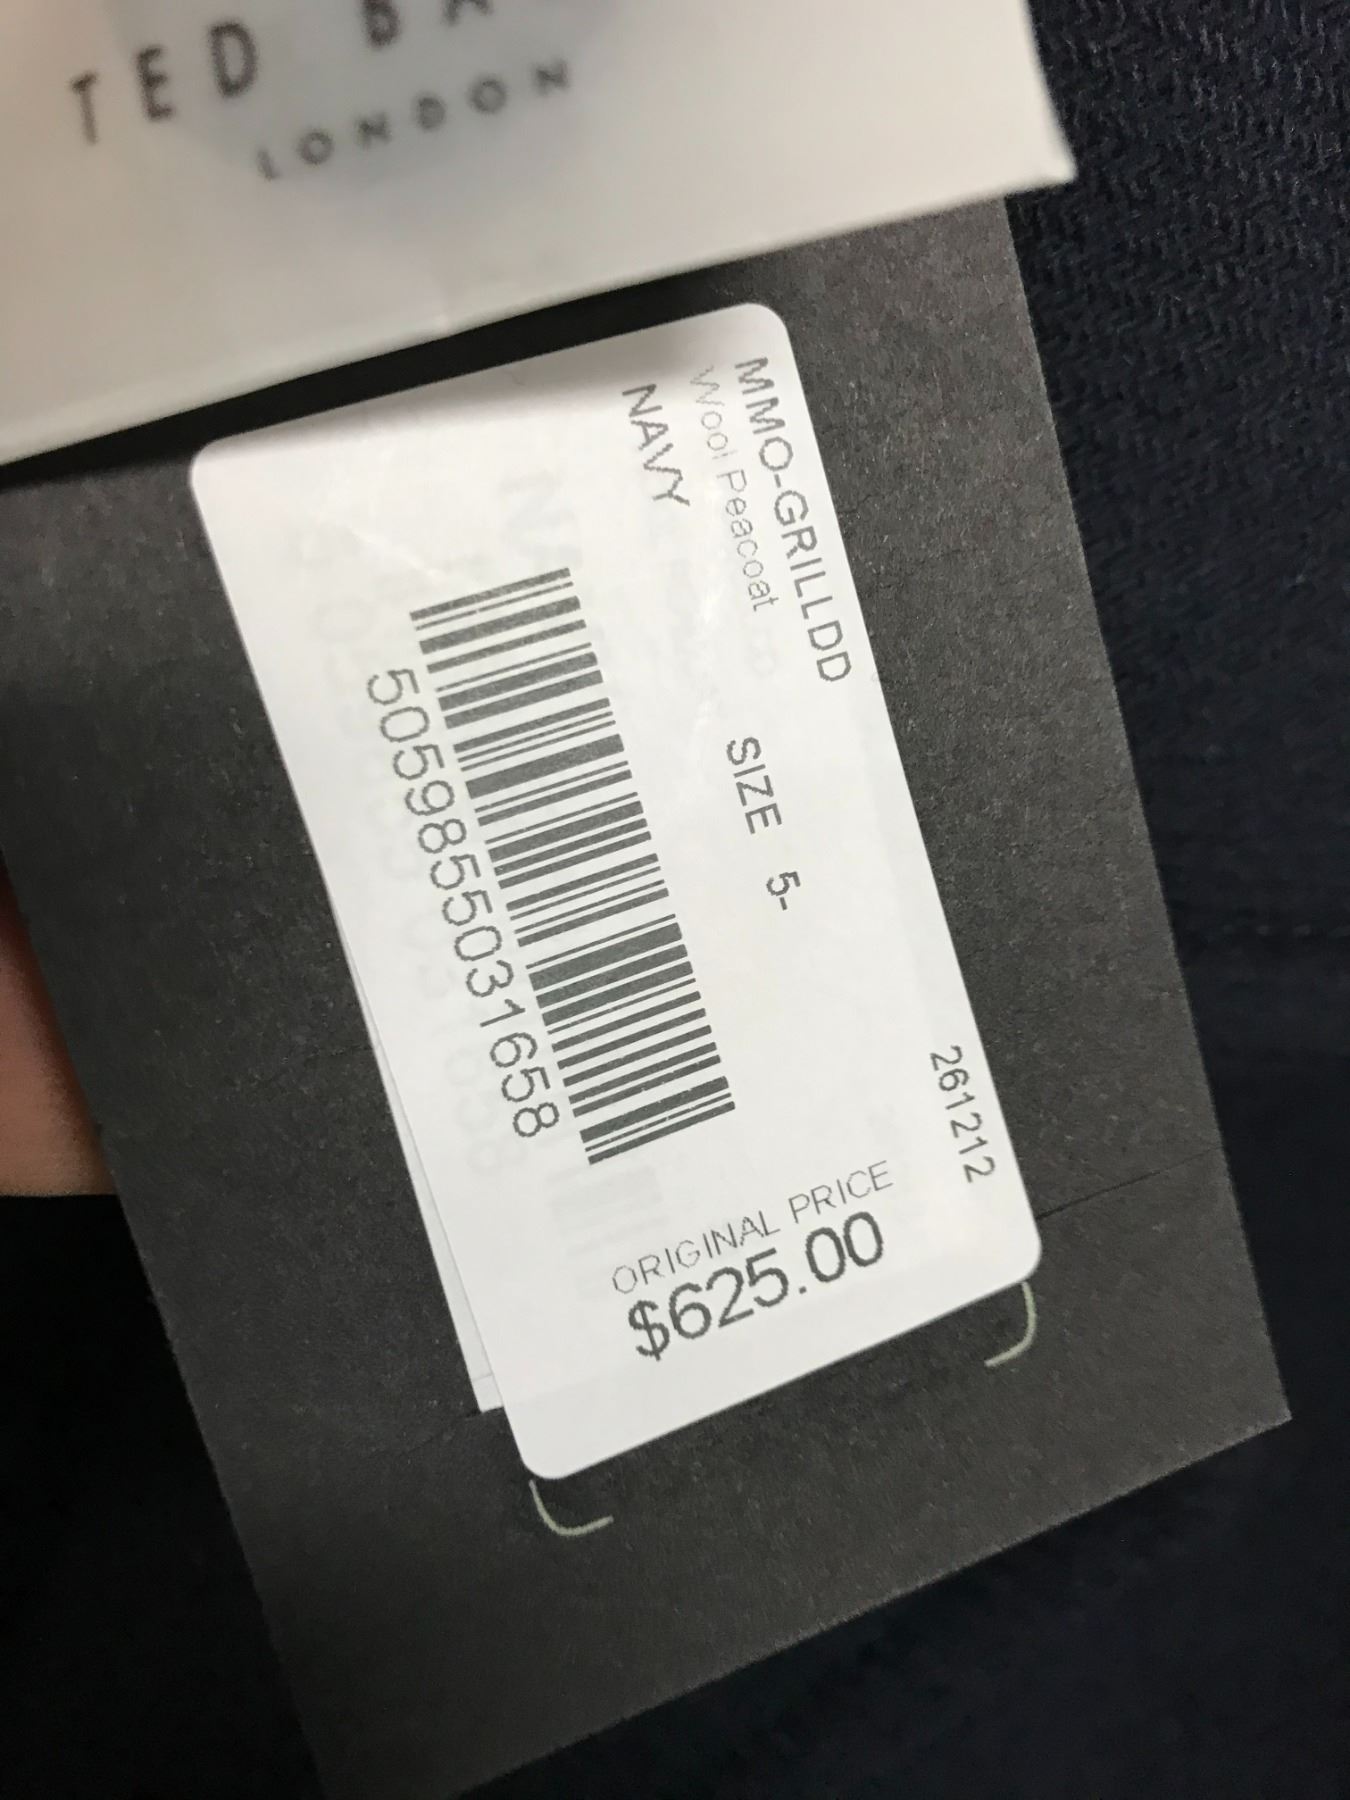 TED BA
LONDON
MMO-GRILLDD
261212
Wool Peacoat
SIZE 5-
NAVY
5059855031658
ORIGINAL PRICE
$625.00